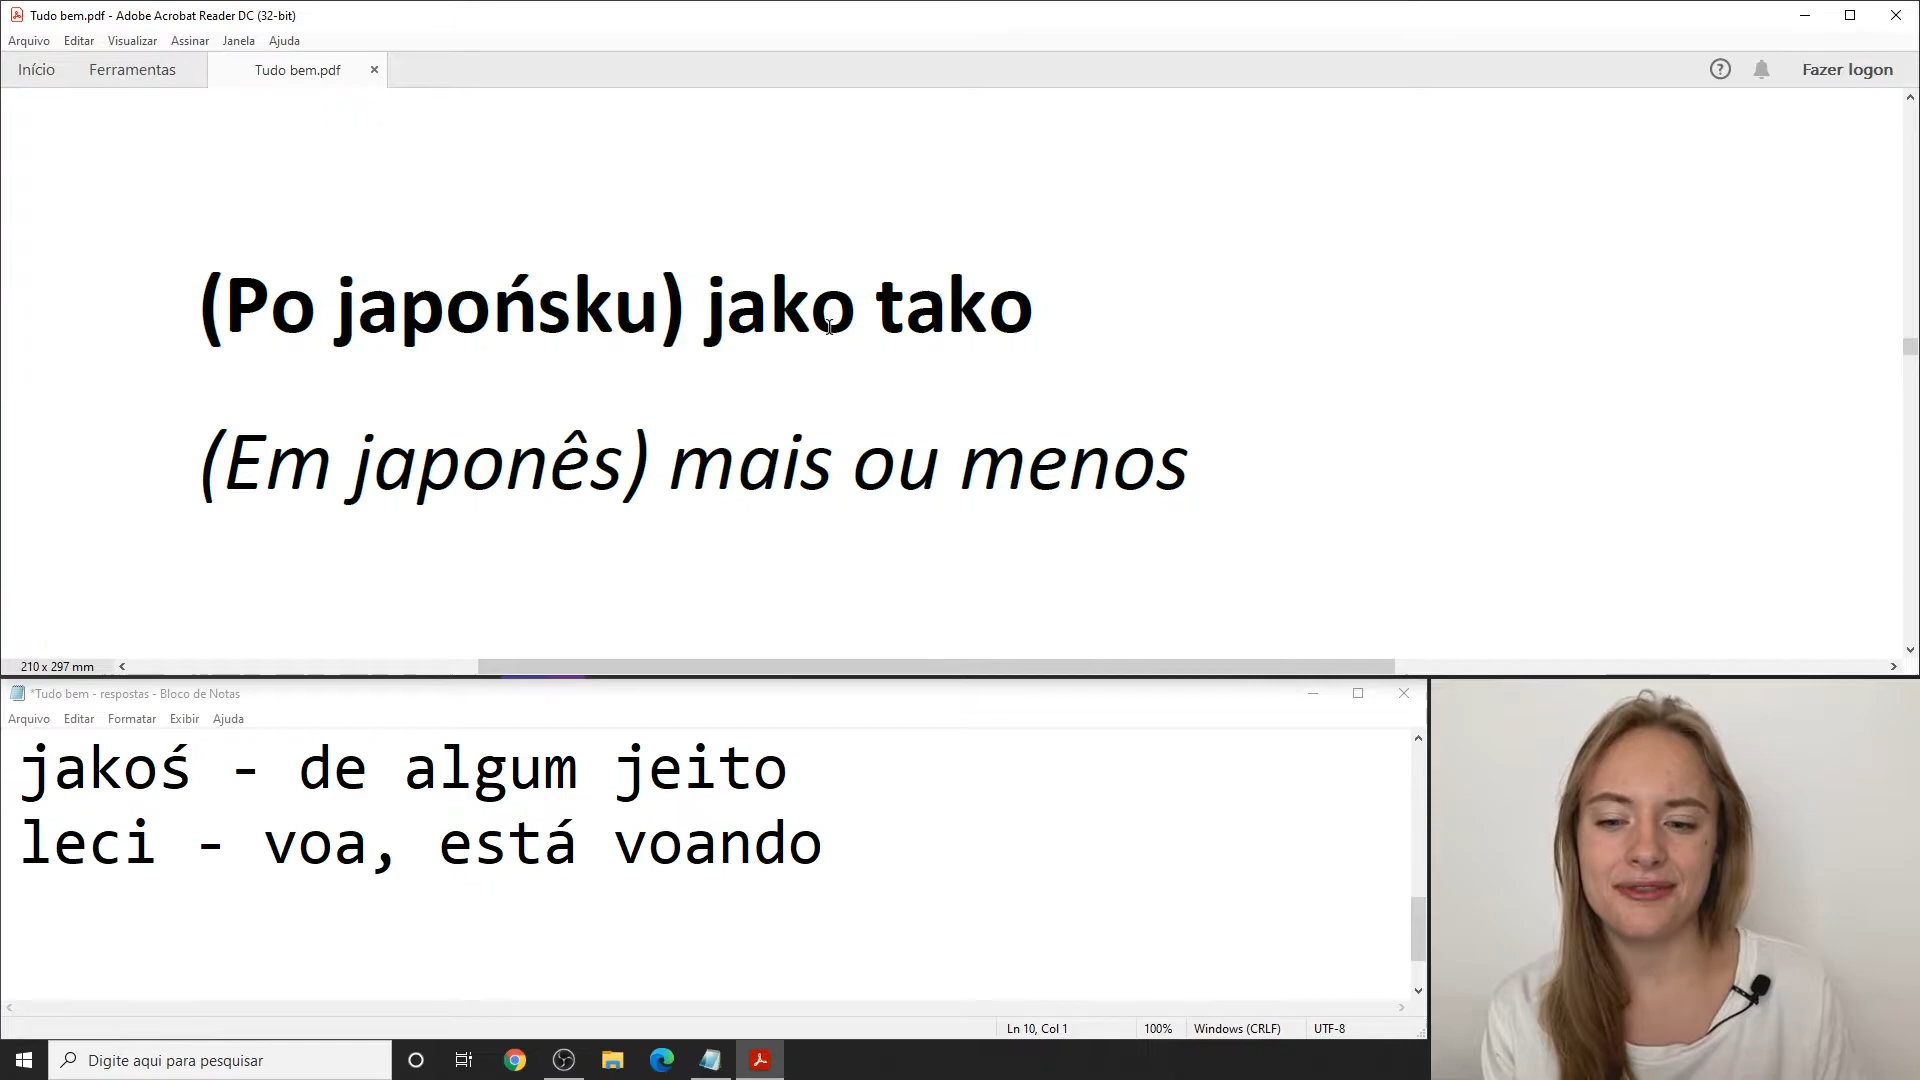 Tudo bem.pdf - Adobe Acrobat Reader DC (32-bit)
Arquivo Editar Visualizar Assinar Janela Ajuda
Início Ferramentas Tudo bem.pdf Fazer logon
(Po japońsku) jako tako
(Em japonês) mais ou menos
210 x 297 mm
*Tudo bem - respostas - Bloco de Notas
Arquivo Editar Formatar Exibir Ajuda
jakoś - de algum jeito
leci - voa, está voando
Ln 10, Col 1 100% Windows (CRLF) UTF-8
Digite aqui para pesquisar